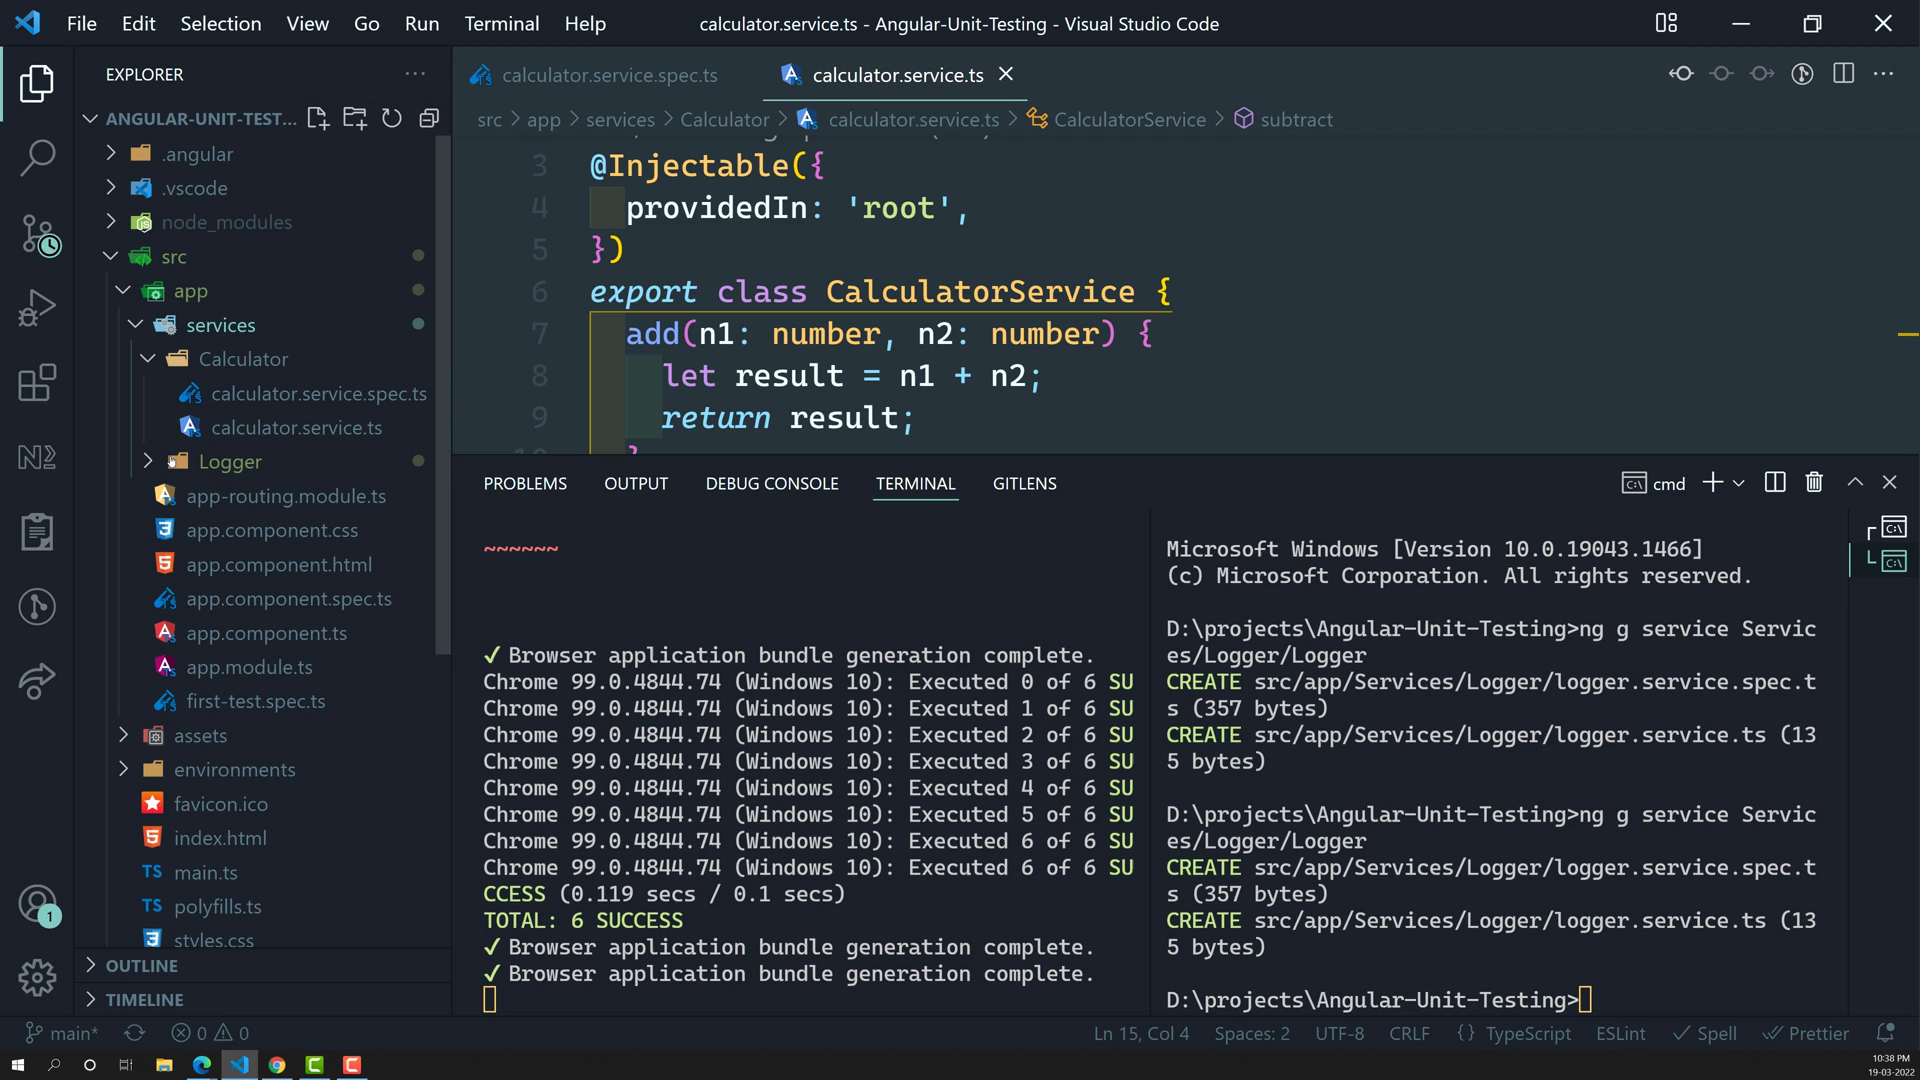 File Edit Selection View Go Run Terminal Help
calculator.service.ts - Angular-Unit-Testing - Visual Studio Code
EXPLORER
ANGULAR-UNIT-TEST...
.angular
.vscode
node_modules
src
app
services
Calculator
calculator.service.spec.ts
calculator.service.ts
Logger
app-routing.module.ts
app.component.css
app.component.html
app.component.spec.ts
app.component.ts
app.module.ts
first-test.spec.ts
assets
environments
favicon.ico
index.html
TS main.ts
TS polyfills.ts
styles.css
OUTLINE
TIMELINE
calculator.service.spec.ts calculator.service.ts
src > app > services > Calculator > calculator.service.ts > CalculatorService > subtract
3 @Injectable({
4 providedIn: 'root',
5 })
6 export class CalculatorService {
7 add(n1: number, n2: number) {
8 let result = n1 + n2;
9 return result;
PROBLEMS OUTPUT DEBUG CONSOLE TERMINAL GITLENS
cmd
~~~~~~
✓ Browser application bundle generation complete.
Chrome 99.0.4844.74 (Windows 10): Executed 0 of 6 SU
Chrome 99.0.4844.74 (Windows 10): Executed 1 of 6 SU
Chrome 99.0.4844.74 (Windows 10): Executed 2 of 6 SU
Chrome 99.0.4844.74 (Windows 10): Executed 3 of 6 SU
Chrome 99.0.4844.74 (Windows 10): Executed 4 of 6 SU
Chrome 99.0.4844.74 (Windows 10): Executed 5 of 6 SU
Chrome 99.0.4844.74 (Windows 10): Executed 6 of 6 SU
Chrome 99.0.4844.74 (Windows 10): Executed 6 of 6 SU
CCESS (0.119 secs / 0.1 secs)
TOTAL: 6 SUCCESS
✓ Browser application bundle generation complete.
✓ Browser application bundle generation complete.
Microsoft Windows [Version 10.0.19043.1466]
(c) Microsoft Corporation. All rights reserved.
D:\projects\Angular-Unit-Testing>ng g service Servic
es/Logger/Logger
CREATE src/app/Services/Logger/logger.service.spec.t
s (357 bytes)
CREATE src/app/Services/Logger/logger.service.ts (13
5 bytes)
D:\projects\Angular-Unit-Testing>ng g service Servic
es/Logger/Logger
CREATE src/app/Services/Logger/logger.service.spec.t
s (357 bytes)
CREATE src/app/Services/Logger/logger.service.ts (13
5 bytes)
D:\projects\Angular-Unit-Testing>
1
main* 0 0
Ln 15, Col 4 Spaces: 2 UTF-8 CRLF {} TypeScript ESLint Spell Prettier
10:38 PM
19-03-2022